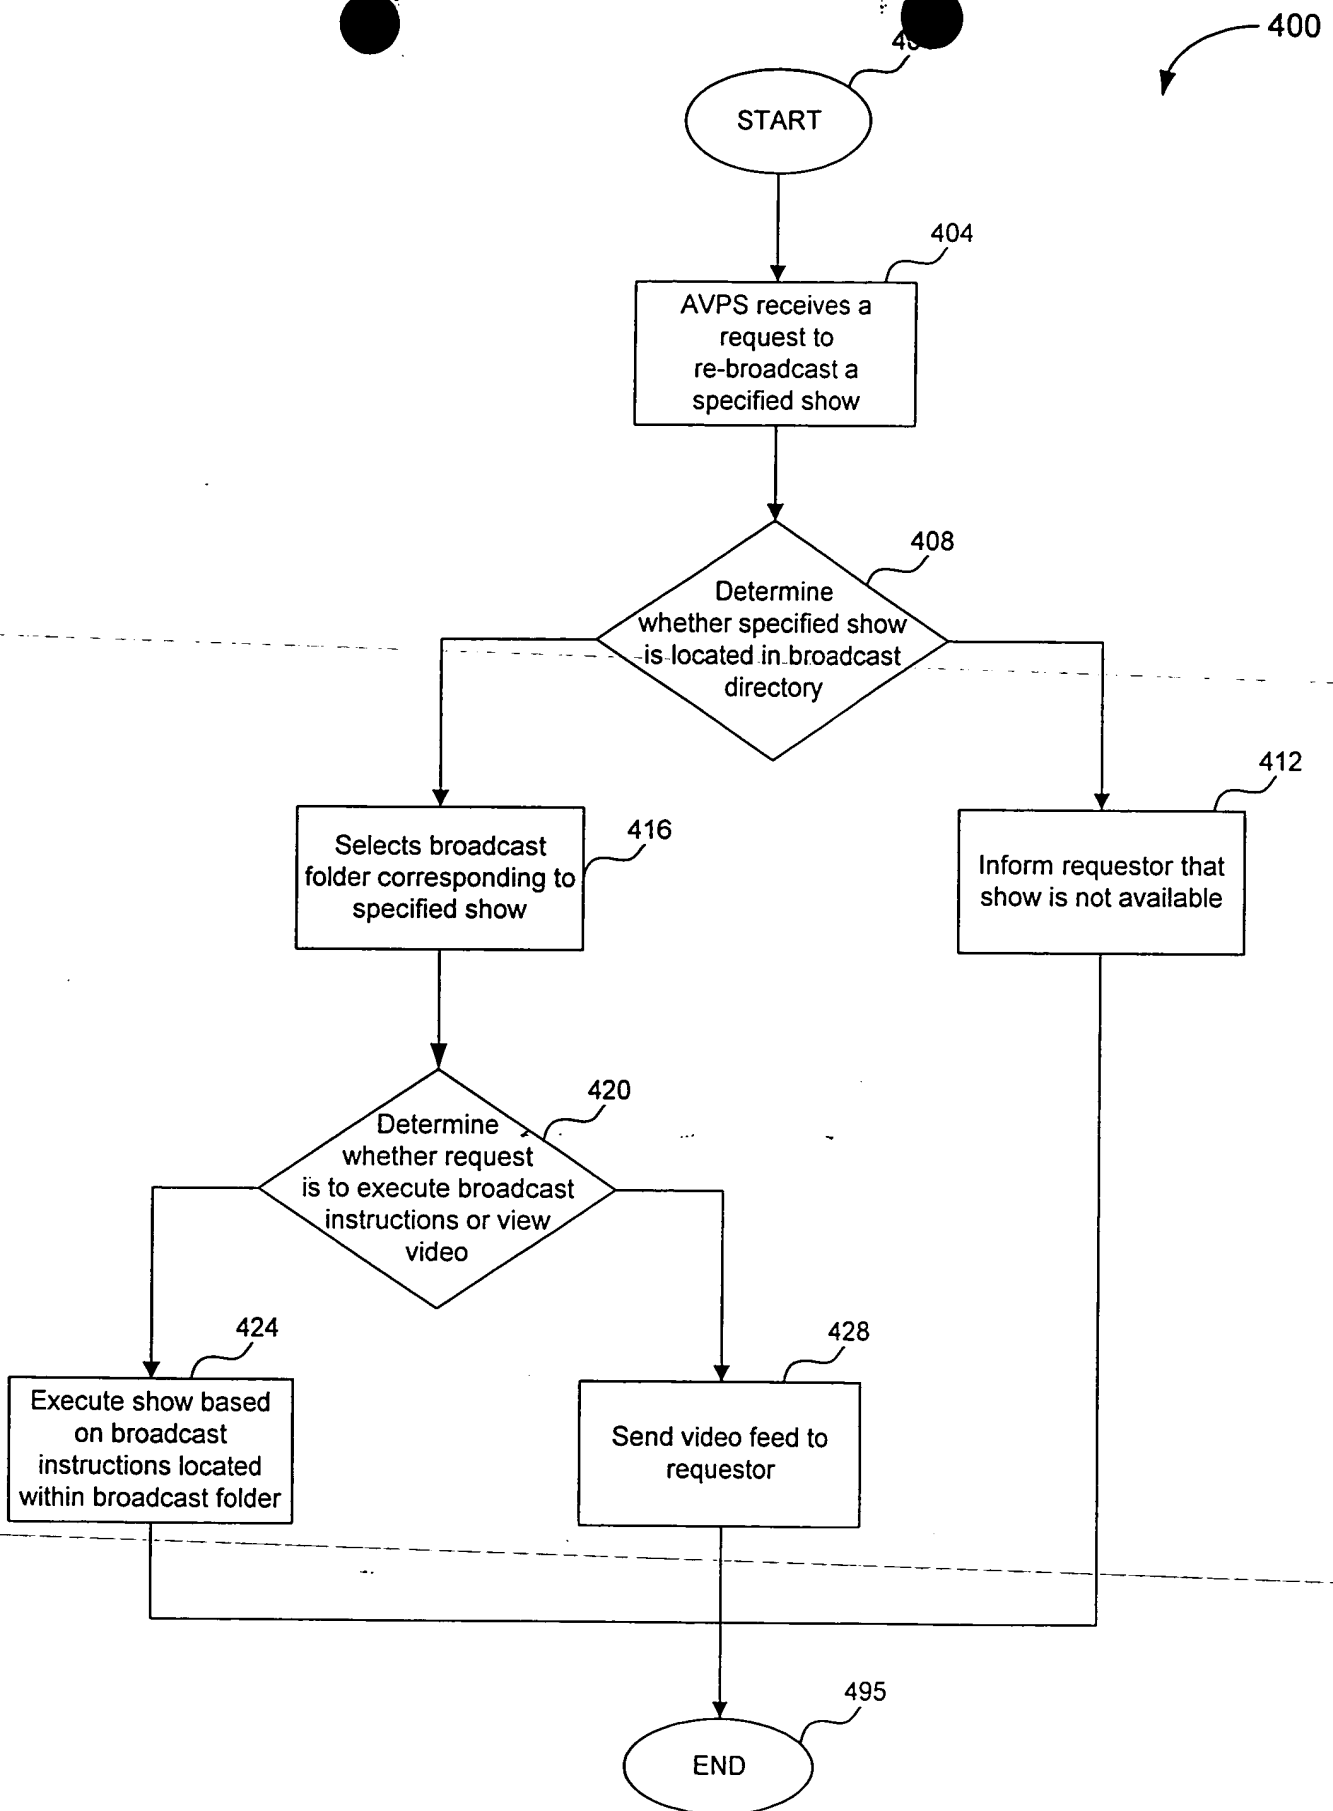 400
START
404
AVPS receives a
request to
re-broadcast a
specified show
408
Determine
whether specified show
is located in broadcast
directory
412
416
Selects broadcast
folder corresponding to
specified show
Inform requestor that
show is not available
420
Determine
whether request
is to execute broadcast
instructions or view
video
424
428
Execute show based
on broadcast
instructions located
within broadcast folder
Send video feed to
requestor
495
END